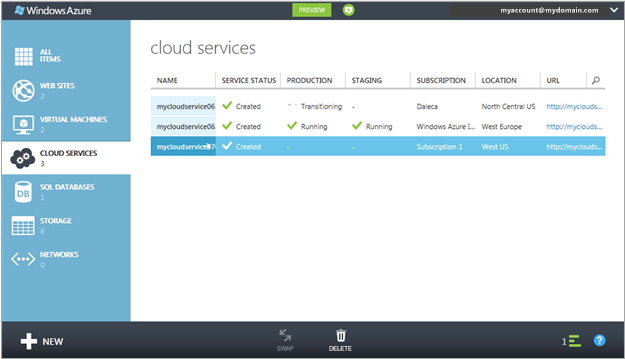 Windows Azure PREVIEW myaccount@mydomain.com
cloud services
ALL
ITEMS
WEB SITES
2
VIRTUAL MACHINES
2
CLOUD SERVICES
3
SQL DATABASES
1
DB
STORAGE
6
NETWORKS
0
NAME SERVICE STATUS PRODUCTION STAGING SUBSCRIPTION LOCATION URL
mycloudservice06 Created Transitioning - Daleca North Central US http://myclouds...
mycloudservice06 Created Running Running Windows Azure I... West Europe http://myclouds...
mycloudservice Created - - Subscription-1 West US
NEW SWAP DELETE 1 ?